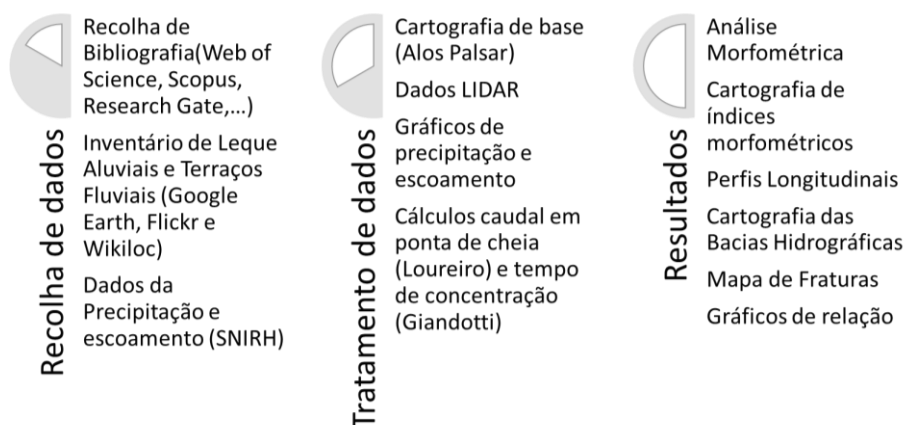 Recolha de dados
Recolha de
Bibliografia(Web of
Science, Scopus,
Research Gate,...)
Inventário de Leque
Aluviais e Terraços
Fluviais (Google
Earth, Flickr e
Wikiloc)
Dados da
Precipitação e
escoamento (SNIRH)
Tratamento de dados
Cartografia de base
(Alos Palsar)
Dados LIDAR
Gráficos de
precipitação e
escoamento
Cálculos caudal em
ponta de cheia
(Loureiro) e tempo
de concentração
(Giandotti)
Resultados
Análise
Morfométrica
Cartografia de
índices
morfométricos
Perfis Longitudinais
Cartografia das
Bacias Hidrográficas
Mapa de Fraturas
Gráficos de relação